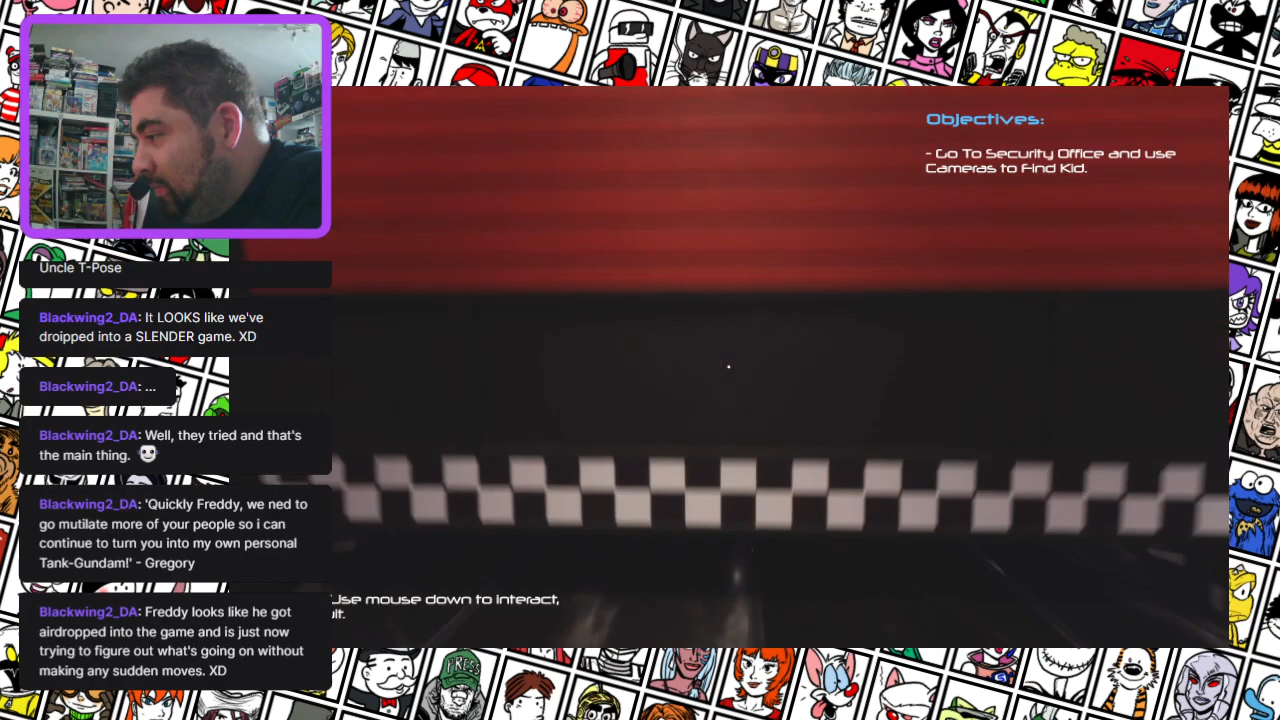 Objectives:
- Go To Security Office and use
Cameras to Find Kid.
Uncle T-Pose
Blackwing2_DA: It LOOKS like we've
droipped into a SLENDER game. XD
Blackwing2_DA: ...
Blackwing2_DA: Well, they tried and that's
the main thing.
Blackwing2_DA: 'Quickly Freddy, we ned to
go mutilate more of your people so i can
continue to turn you into my own personal
Tank-Gundam!' - Gregory
Blackwing2_DA: Freddy looks like he got
airdropped into the game and is just now
trying to figure out what's going on without
making any sudden moves. XD
Use mouse down to interact,
PRESS